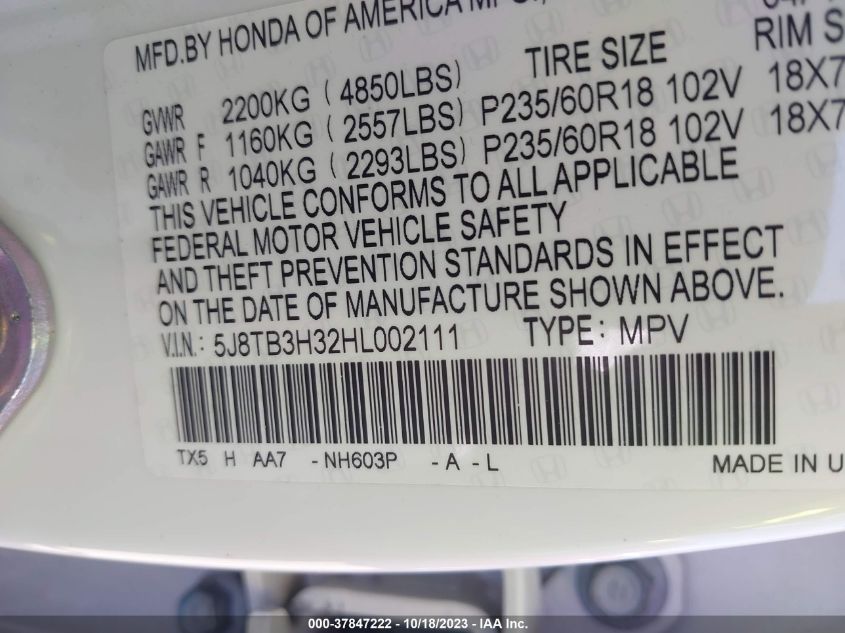 MFD.BY HONDA OF AMERICA
TIRE SIZE RIM S
GVWR 2200KG ( 4850LBS)
GAWR F 1160KG ( 2557LBS) P235/60R18 102V 18X7
GAWR R 1040KG ( 2293LBS) P235/60R18 102V 18X7
THIS VEHICLE CONFORMS TO ALL APPLICABLE
FEDERAL MOTOR VEHICLE SAFETY
AND THEFT PREVENTION STANDARDS IN EFFECT
ON THE DATE OF MANUFACTURE SHOWN ABOVE.
V.I.N.: 5J8TB3H32HL002111 TYPE: MPV
TX5 H AA7 -NH603P -A -L MADE IN U
000-37847222 - 10/18/2023 - IAA Inc.